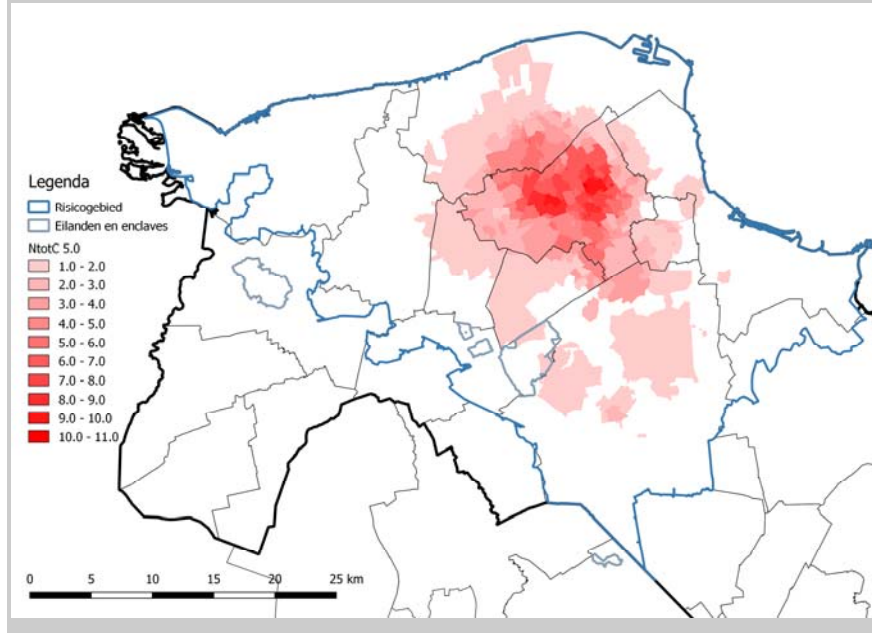 Legenda
Risicogebied
Eilanden en enclaves
NtotC 5.0
1.0 - 2.0
2.0 - 3.0
3.0 - 4.0
4.0 - 5.0
5.0 - 6.0
6.0 - 7.0
7.0 - 8.0
8.0 - 9.0
9.0 - 10.0
10.0 - 11.0
0 5 10 15 20 25 km